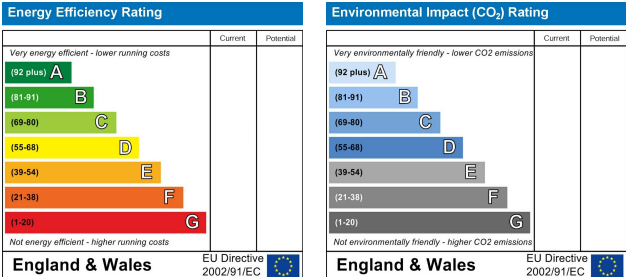 Energy Efficiency Rating
Current Potential
Very energy efficient - lower running costs
(92 plus) A
(81-91) B
(69-80) C
(55-68) D
(39-54) E
(21-38) F
(1-20) G
Not energy efficient - higher running costs
England & Wales
EU Directive
2002/91/EC
Environmental Impact (CO₂) Rating
Current Potential
Very environmentally friendly - lower CO2 emissions
(92 plus) A
(81-91) B
(69-80) C
(55-68) D
(39-54) E
(21-38) F
(1-20) G
Not environmentally friendly - higher CO2 emissions
England & Wales
EU Directive
2002/91/EC